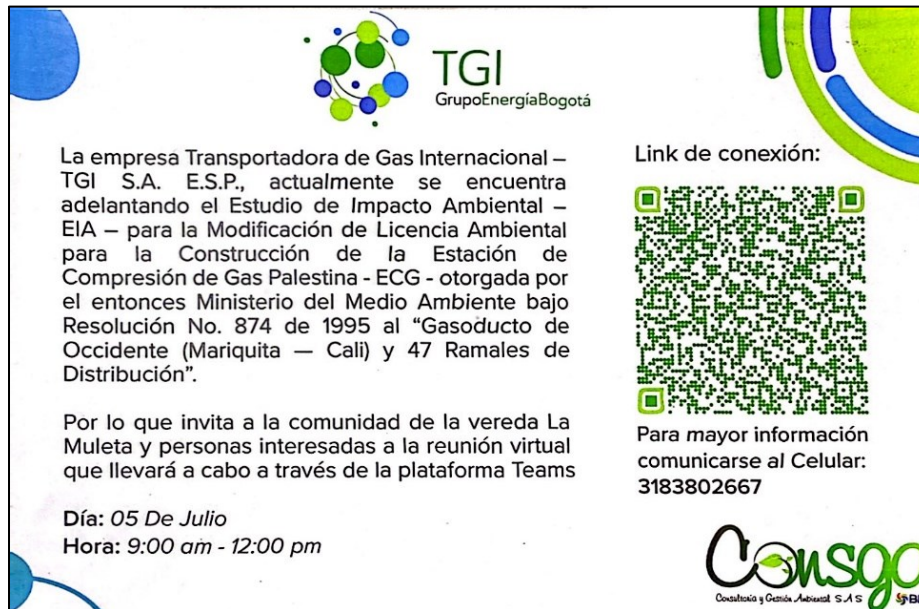 TGI
GrupoEnergíaBogotá
La empresa Transportadora de Gas Internacional –
TGI S.A. E.S.P., actualmente se encuentra
adelantando el Estudio de Impacto Ambiental –
EIA – para la Modificación de Licencia Ambiental
para la Construcción de la Estación de
Compresión de Gas Palestina - ECG - otorgada por
el entonces Ministerio del Medio Ambiente bajo
Resolución No. 874 de 1995 al “Gasoducto de
Occidente (Mariquita — Cali) y 47 Ramales de
Distribución”.
Por lo que invita a la comunidad de la vereda La
Muleta y personas interesadas a la reunión virtual
que llevará a cabo a través de la plataforma Teams
Día: 05 De Julio
Hora: 9:00 am - 12:00 pm
Link de conexión:
Para mayor información
comunicarse al Celular:
3183802667
Consultoria y Gestión Ambiental S A S